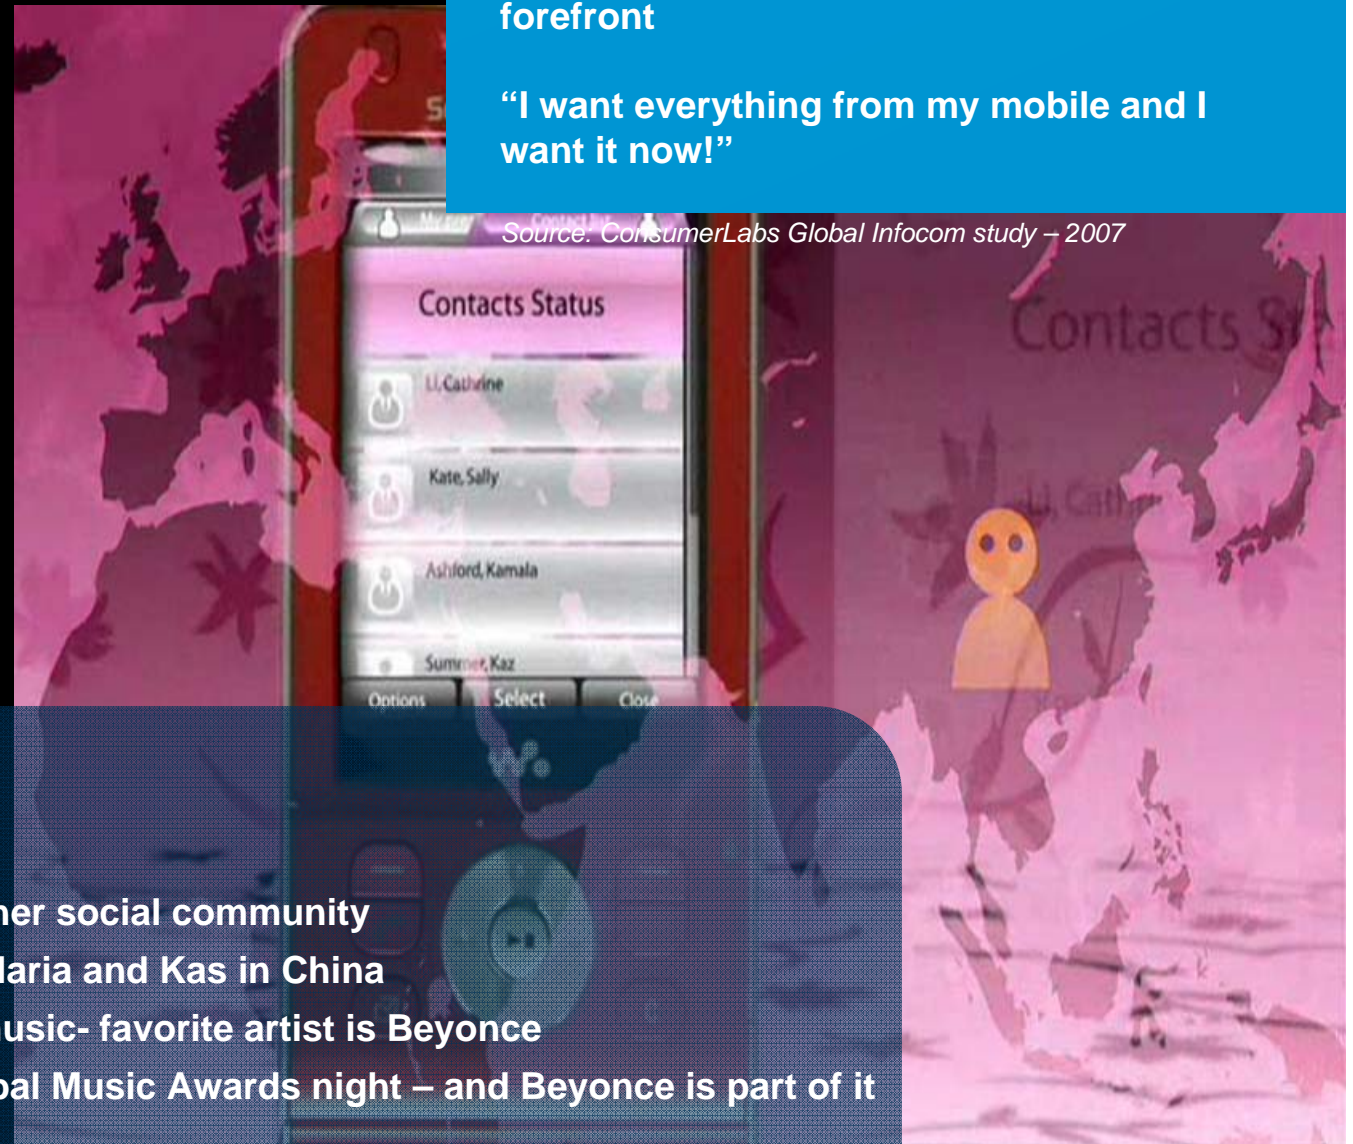 forefront
“I want everything from my mobile and I
want it now!”
Source: ConsumerLabs Global Infocom study – 2007
Contacts Status
Contacts
Li, Cathrine
Kate, Sally
Ashford, Kamala
Summer, Kaz
Options Select Close
her social community
laria and Kas in China
usic- favorite artist is Beyonce
bal Music Awards night – and Beyonce is part of it